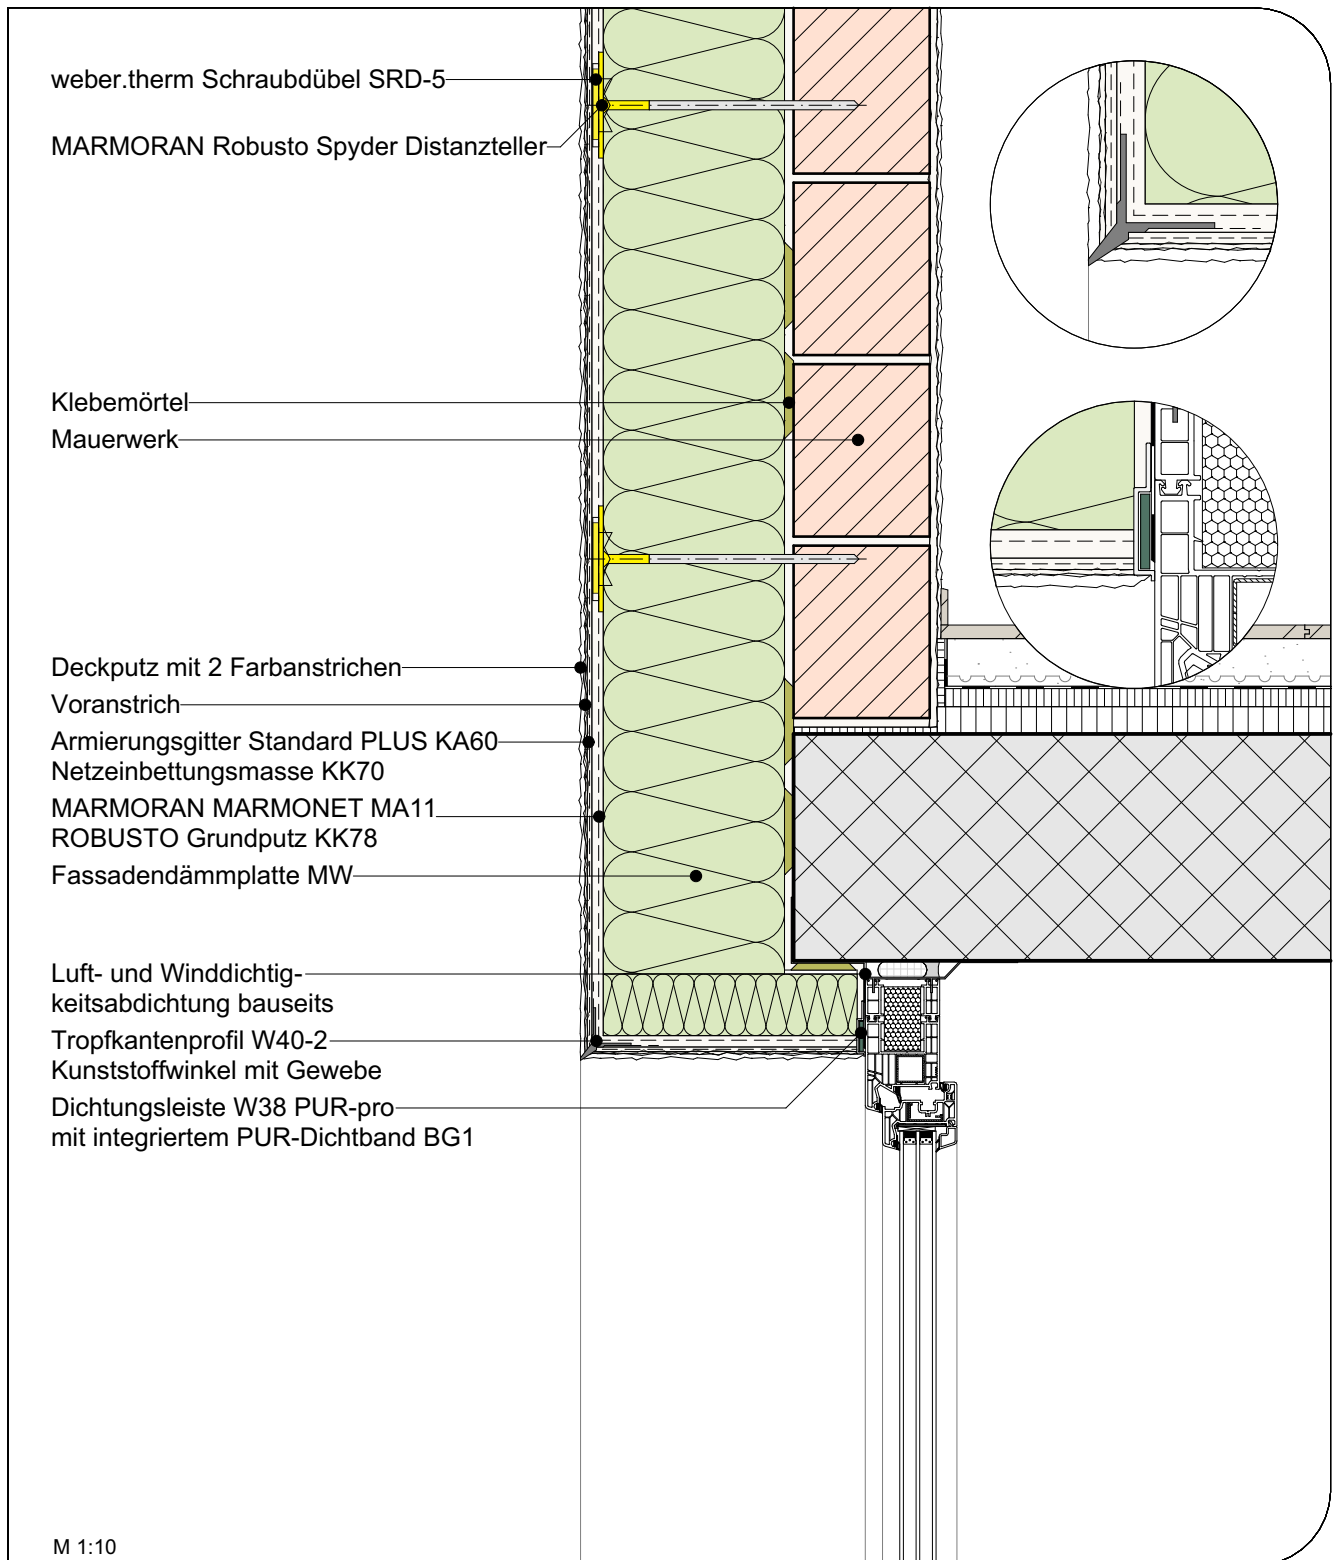 weber.therm Schraubdübel SRD-5
MARMORAN Robusto Spyder Distanzteller
Klebemörtel
Mauerwerk
Deckputz mit 2 Farbanstrichen
Voranstrich
Armierungsgitter Standard PLUS KA60
Netzeinbettungsmasse KK70
MARMORAN MARMONET MA11
ROBUSTO Grundputz KK78
Fassadendämmplatte MW
Luft- und Winddichtig-
keitsabdichtung bauseits
Tropfkantenprofil W40-2
Kunststoffwinkel mit Gewebe
Dichtungsleiste W38 PUR-pro
mit integriertem PUR-Dichtband BG1
M 1:10